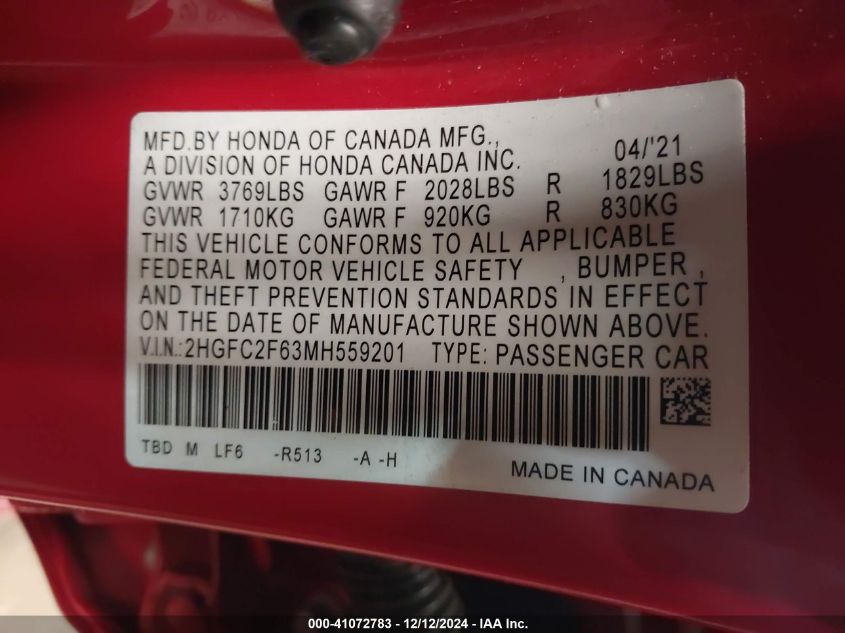 MFD.BY HONDA OF CANADA MFG.,
A DIVISION OF HONDA CANADA INC. 04/'21
GVWR 3769LBS GAWR F 2028LBS R 1829LBS
GVWR 1710KG GAWR F 920KG R 830KG
THIS VEHICLE CONFORMS TO ALL APPLICABLE
FEDERAL MOTOR VEHICLE SAFETY , BUMPER ,
AND THEFT PREVENTION STANDARDS IN EFFECT
ON THE DATE OF MANUFACTURE SHOWN ABOVE.
V.I.N.:2HGFC2F63MH559201 TYPE: PASSENGER CAR
TBD M LF6 -R513 -A -H
MADE IN CANADA
000-41072783 - 12/12/2024 - IAA Inc.